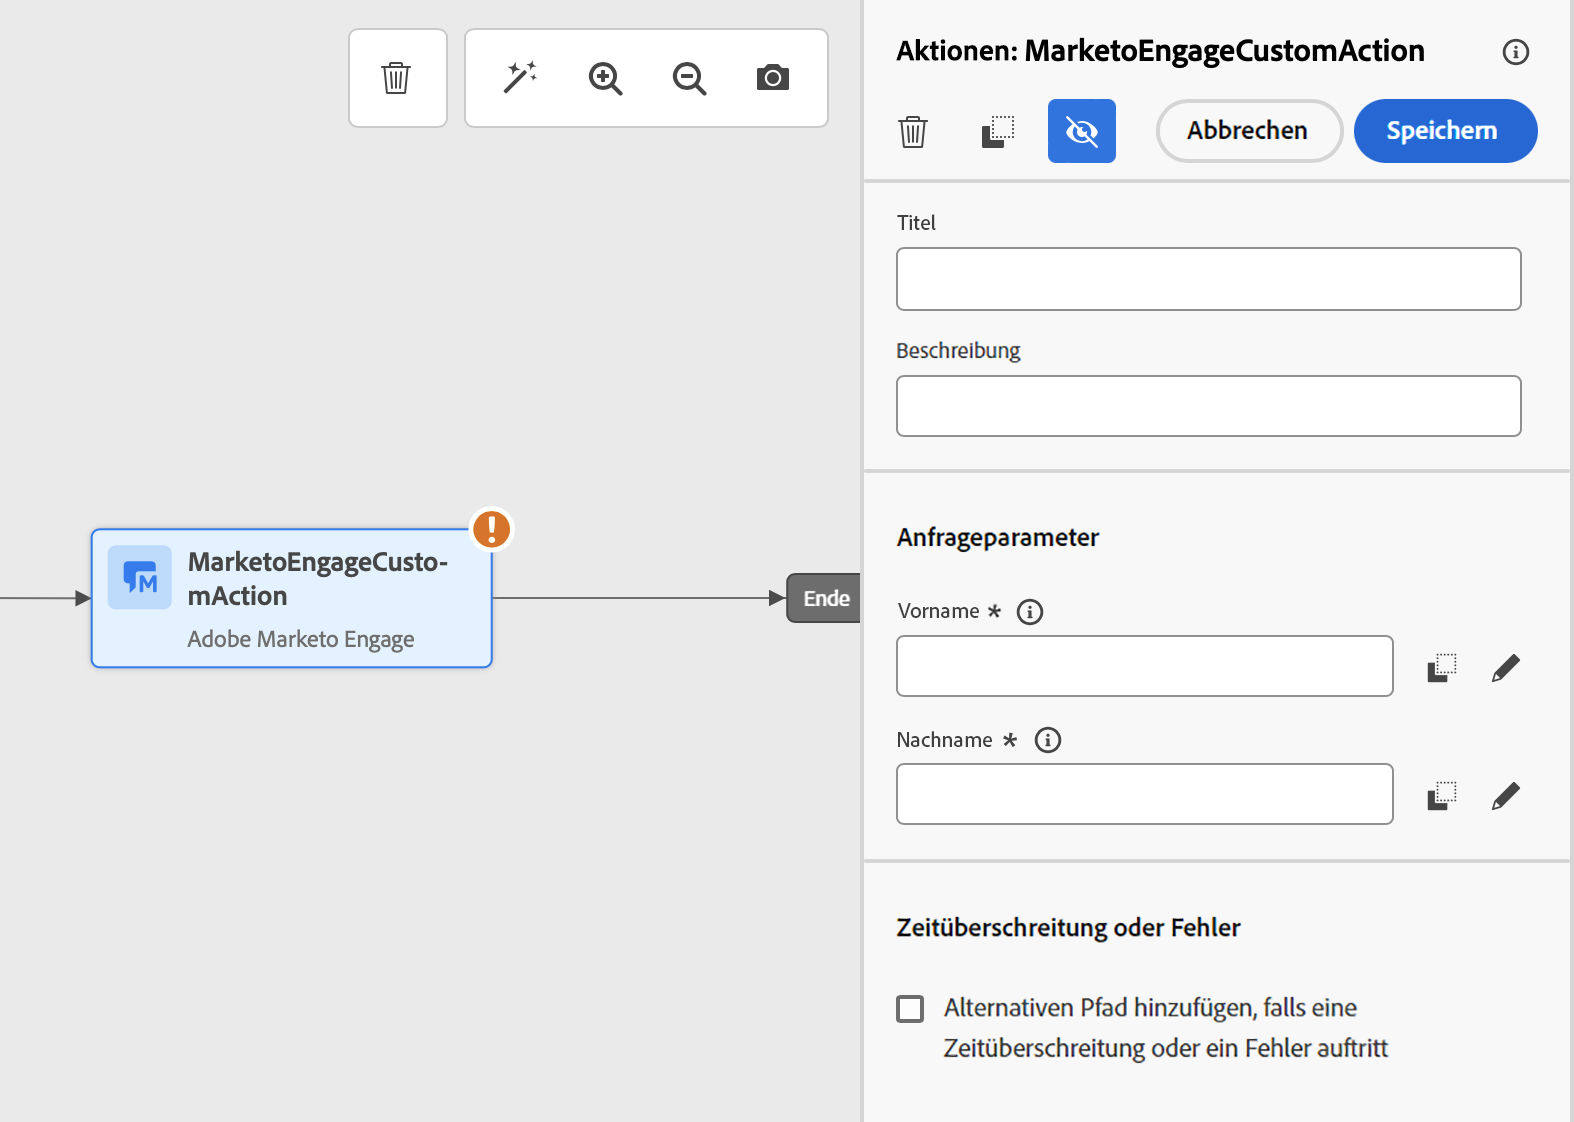 Aktionen: MarketoEngageCustomAction
Abbrechen
Speichern
Titel
Beschreibung
MarketoEngageCusto-
mAction
Adobe Marketo Engage
Ende
Anfrageparameter
Vorname *
Nachname *
Zeitüberschreitung oder Fehler
Alternativen Pfad hinzufügen, falls eine
Zeitüberschreitung oder ein Fehler auftritt